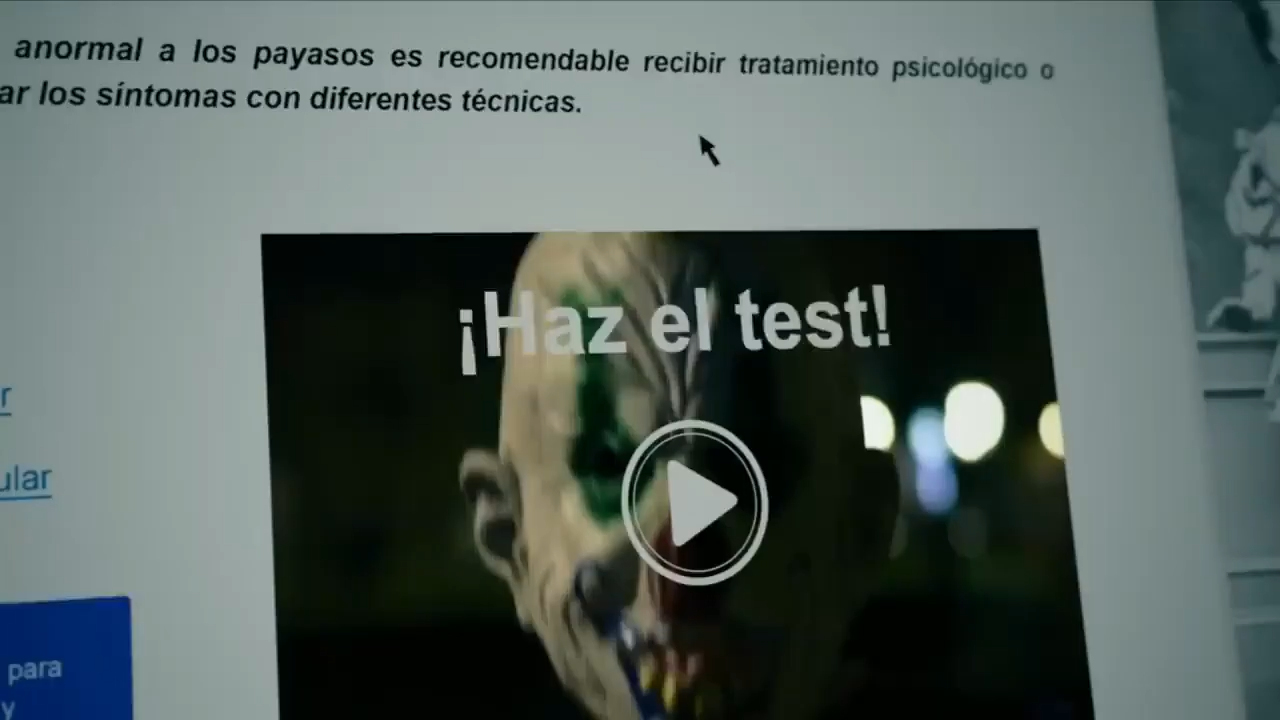 anormal a los payasos es recomendable recibir tratamiento psicológico o
ar los síntomas con diferentes técnicas.
¡Haz el test!
r
ular
para
y